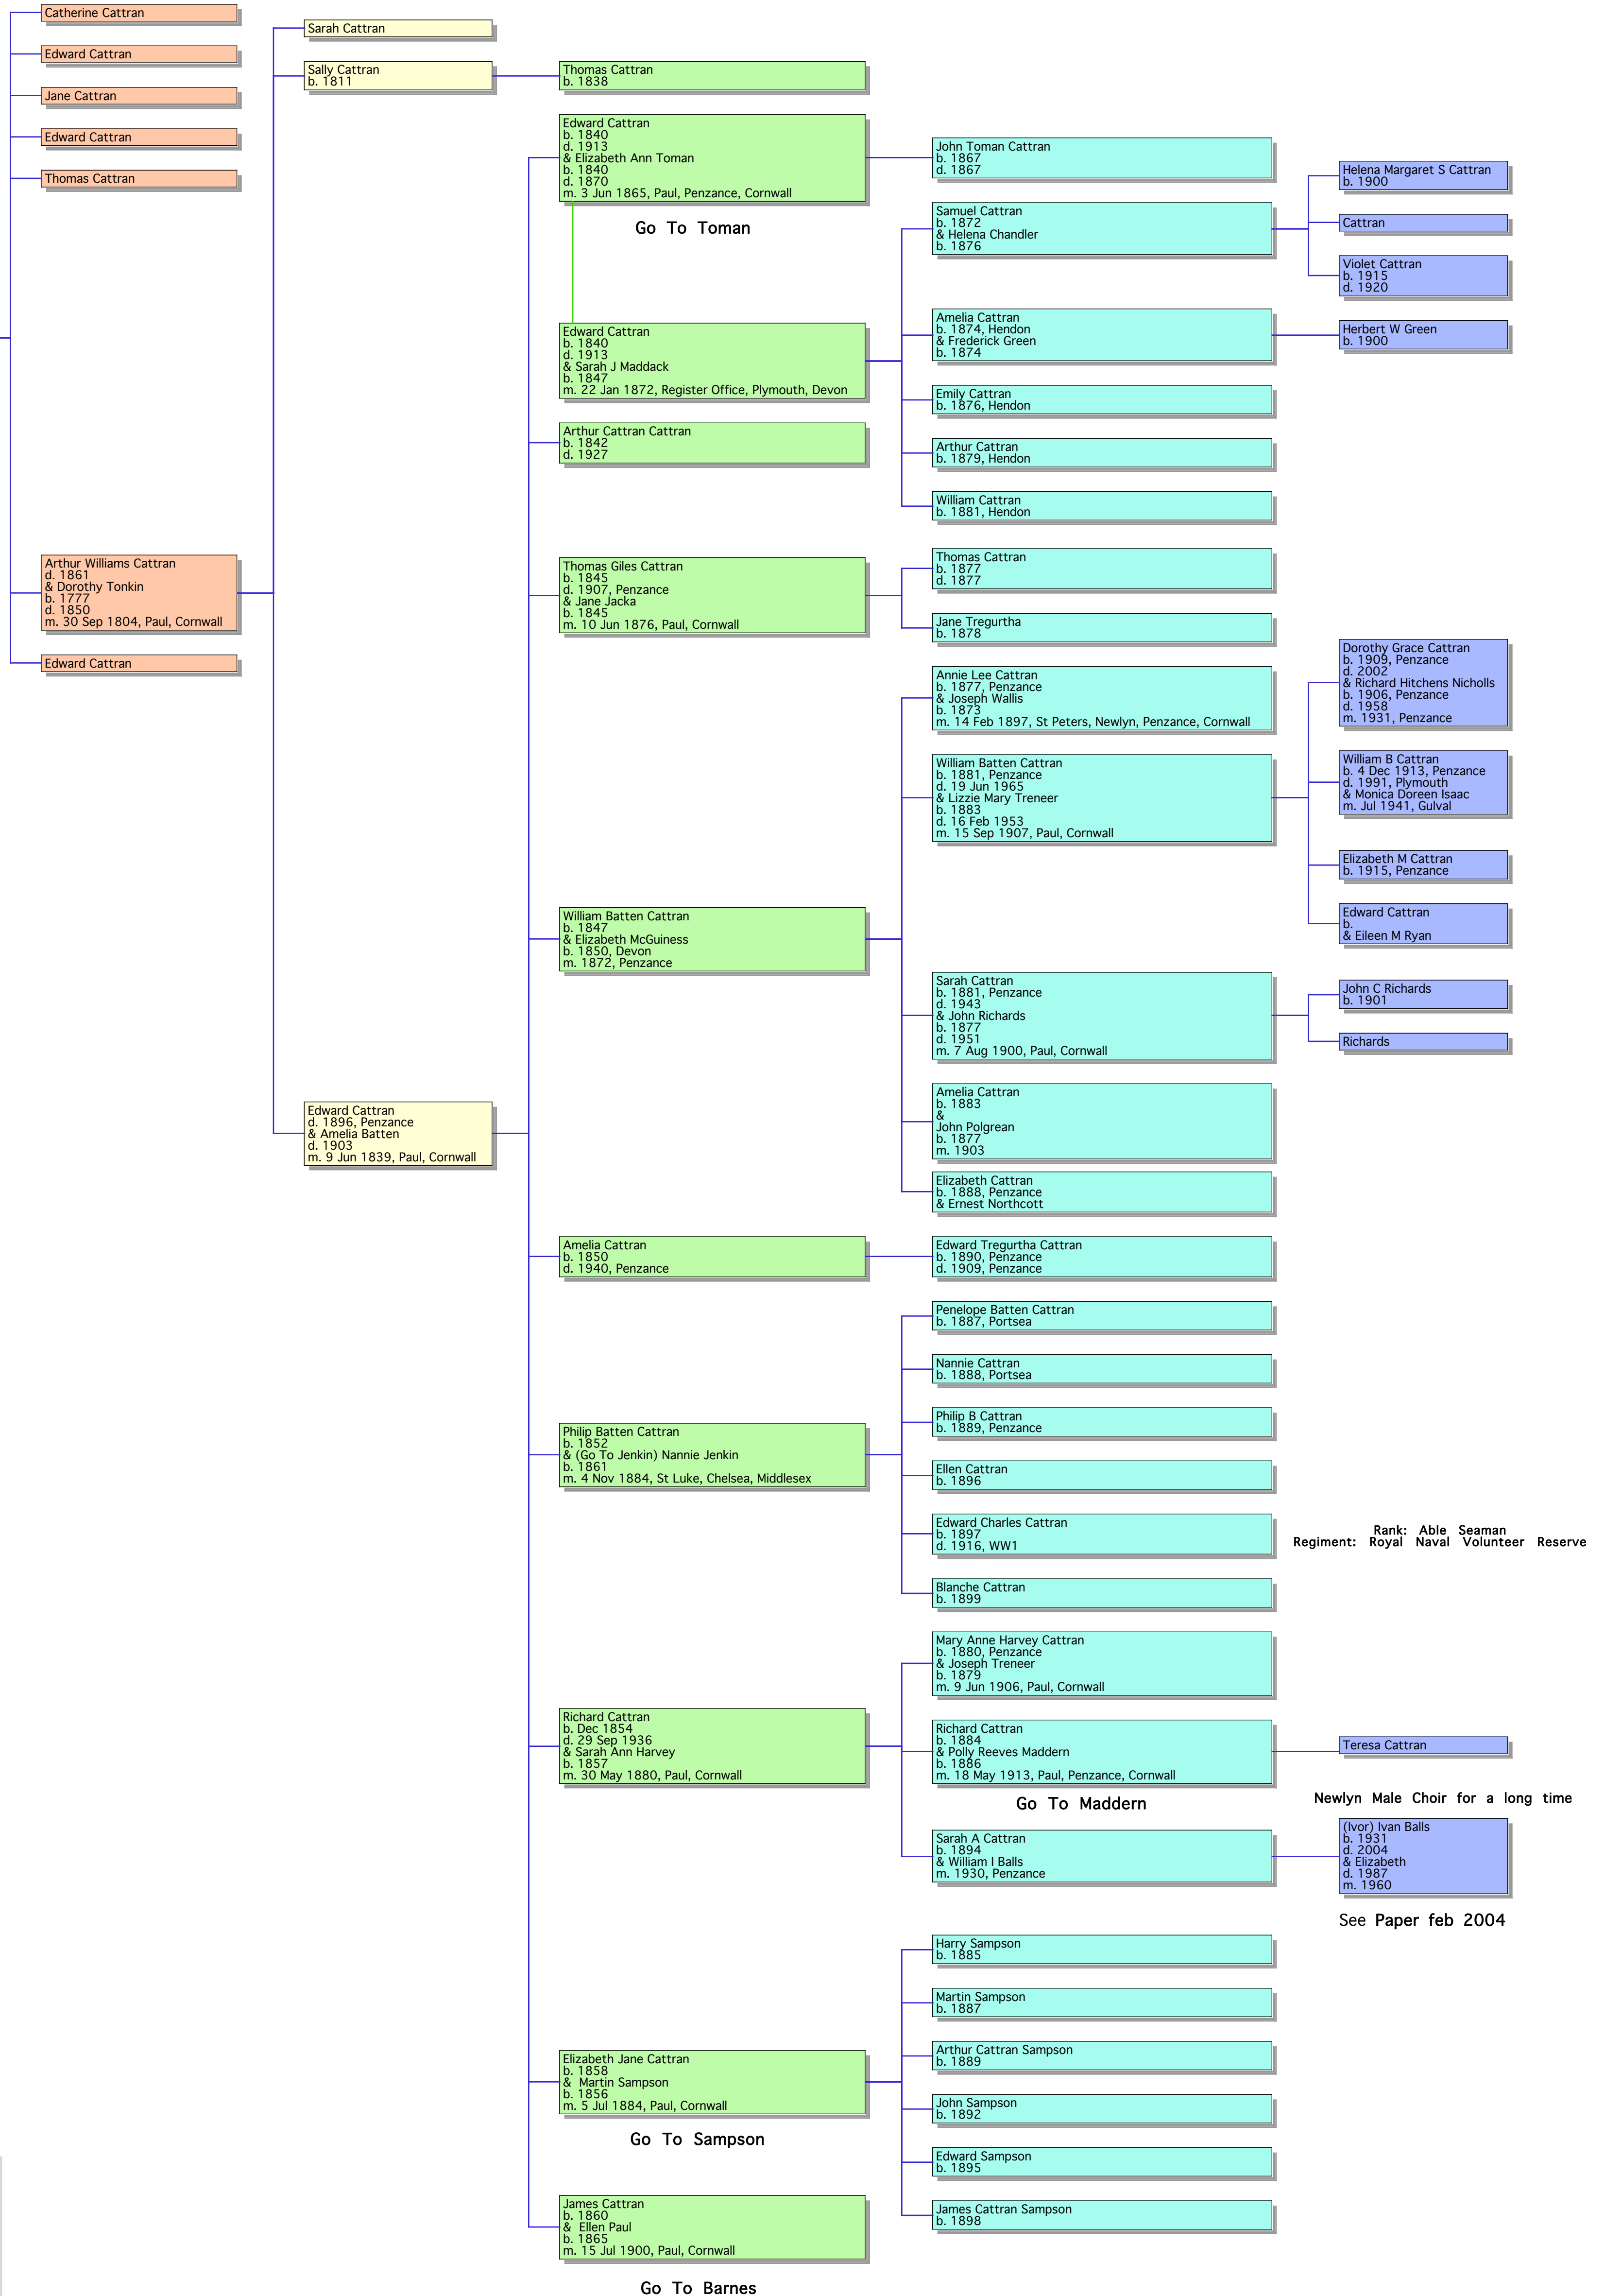 Catherine Cattran
Edward Cattran
Jane Cattran
Edward Cattran
Thomas Cattran
Arthur Williams Cattran
d. 1861
& Dorothy Tonkin
b. 1777
d. 1850
m. 30 Sep 1804, Paul, Cornwall
Edward Cattran
Sarah Cattran
Sally Cattran
b. 1811
Edward Cattran
d. 1896, Penzance
& Amelia Batten
d. 1903
m. 9 Jun 1839, Paul, Cornwall
Thomas Cattran
b. 1838
Edward Cattran
b. 1840
d. 1913
& Elizabeth Ann Toman
b. 1840
d. 1870
m. 3 Jun 1865, Paul, Penzance, Cornwall
Go To Toman
Edward Cattran
b. 1840
d. 1913
& Sarah J Maddack
b. 1847
m. 22 Jan 1872, Register Office, Plymouth, Devon
Arthur Cattran Cattran
b. 1842
d. 1927
Thomas Giles Cattran
b. 1845
d. 1907, Penzance
& Jane Jacka
b. 1845
m. 10 Jun 1876, Paul, Cornwall
William Batten Cattran
b. 1847
& Elizabeth McGuiness
b. 1850, Devon
m. 1872, Penzance
Amelia Cattran
b. 1850
d. 1940, Penzance
Philip Batten Cattran
b. 1852
& (Go To Jenkin) Nannie Jenkin
b. 1861
m. 4 Nov 1884, St Luke, Chelsea, Middlesex
Richard Cattran
b. Dec 1854
d. 29 Sep 1936
& Sarah Ann Harvey
b. 1857
m. 30 May 1880, Paul, Cornwall
Elizabeth Jane Cattran
b. 1858
& Martin Sampson
b. 1856
m. 5 Jul 1884, Paul, Cornwall
Go To Sampson
James Cattran
b. 1860
& Ellen Paul
b. 1865
m. 15 Jul 1900, Paul, Cornwall
Go To Barnes
John Toman Cattran
b. 1867
d. 1867
Samuel Cattran
b. 1872
& Helena Chandler
b. 1876
Amelia Cattran
b. 1874, Hendon
& Frederick Green
b. 1874
Emily Cattran
b. 1876, Hendon
Arthur Cattran
b. 1879, Hendon
William Cattran
b. 1881, Hendon
Thomas Cattran
b. 1877
d. 1877
Jane Tregurtha
b. 1878
Annie Lee Cattran
b. 1877, Penzance
& Joseph Wallis
b. 1873
m. 14 Feb 1897, St Peters, Newlyn, Penzance, Cornwall
William Batten Cattran
b. 1881, Penzance
d. 19 Jun 1965
& Lizzie Mary Treneer
b. 1883
d. 16 Feb 1953
m. 15 Sep 1907, Paul, Cornwall
Sarah Cattran
b. 1881, Penzance
d. 1943
& John Richards
b. 1877
d. 1951
m. 7 Aug 1900, Paul, Cornwall
Amelia Cattran
b. 1883
&
John Polgrean
b. 1877
m. 1903
Elizabeth Cattran
b. 1888, Penzance
& Ernest Northcott
Edward Tregurtha Cattran
b. 1890, Penzance
d. 1909, Penzance
Penelope Batten Cattran
b. 1887, Portsea
Nannie Cattran
b. 1888, Portsea
Philip B Cattran
b. 1889, Penzance
Ellen Cattran
b. 1896
Edward Charles Cattran
b. 1897
d. 1916, WW1
Blanche Cattran
b. 1899
Mary Anne Harvey Cattran
b. 1880, Penzance
& Joseph Treneer
b. 1879
m. 9 Jun 1906, Paul, Cornwall
Richard Cattran
b. 1884
& Polly Reeves Maddern
b. 1886
m. 18 May 1913, Paul, Penzance, Cornwall
Go To Maddern
Sarah A Cattran
b. 1894
& William I Balls
m. 1930, Penzance
Harry Sampson
b. 1885
Martin Sampson
b. 1887
Arthur Cattran Sampson
b. 1889
John Sampson
b. 1892
Edward Sampson
b. 1895
James Cattran Sampson
b. 1898
Helena Margaret S Cattran
b. 1900
Cattran
Violet Cattran
b. 1915
d. 1920
Herbert W Green
b. 1900
Dorothy Grace Cattran
b. 1909, Penzance
d. 2002
& Richard Hitchens Nicholls
b. 1906, Penzance
d. 1958
m. 1931, Penzance
William B Cattran
b. 4 Dec 1913, Penzance
d. 1991, Plymouth
& Monica Doreen Isaac
m. Jul 1941, Gulval
Elizabeth M Cattran
b. 1915, Penzance
Edward Cattran
b.
& Eileen M Ryan
John C Richards
b. 1901
Richards
Rank: Able Seaman
Regiment: Royal Naval Volunteer Reserve
Teresa Cattran
Newlyn Male Choir for a long time
(Ivor) Ivan Balls
b. 1931
d. 2004
& Elizabeth
d. 1987
m. 1960
See Paper feb 2004